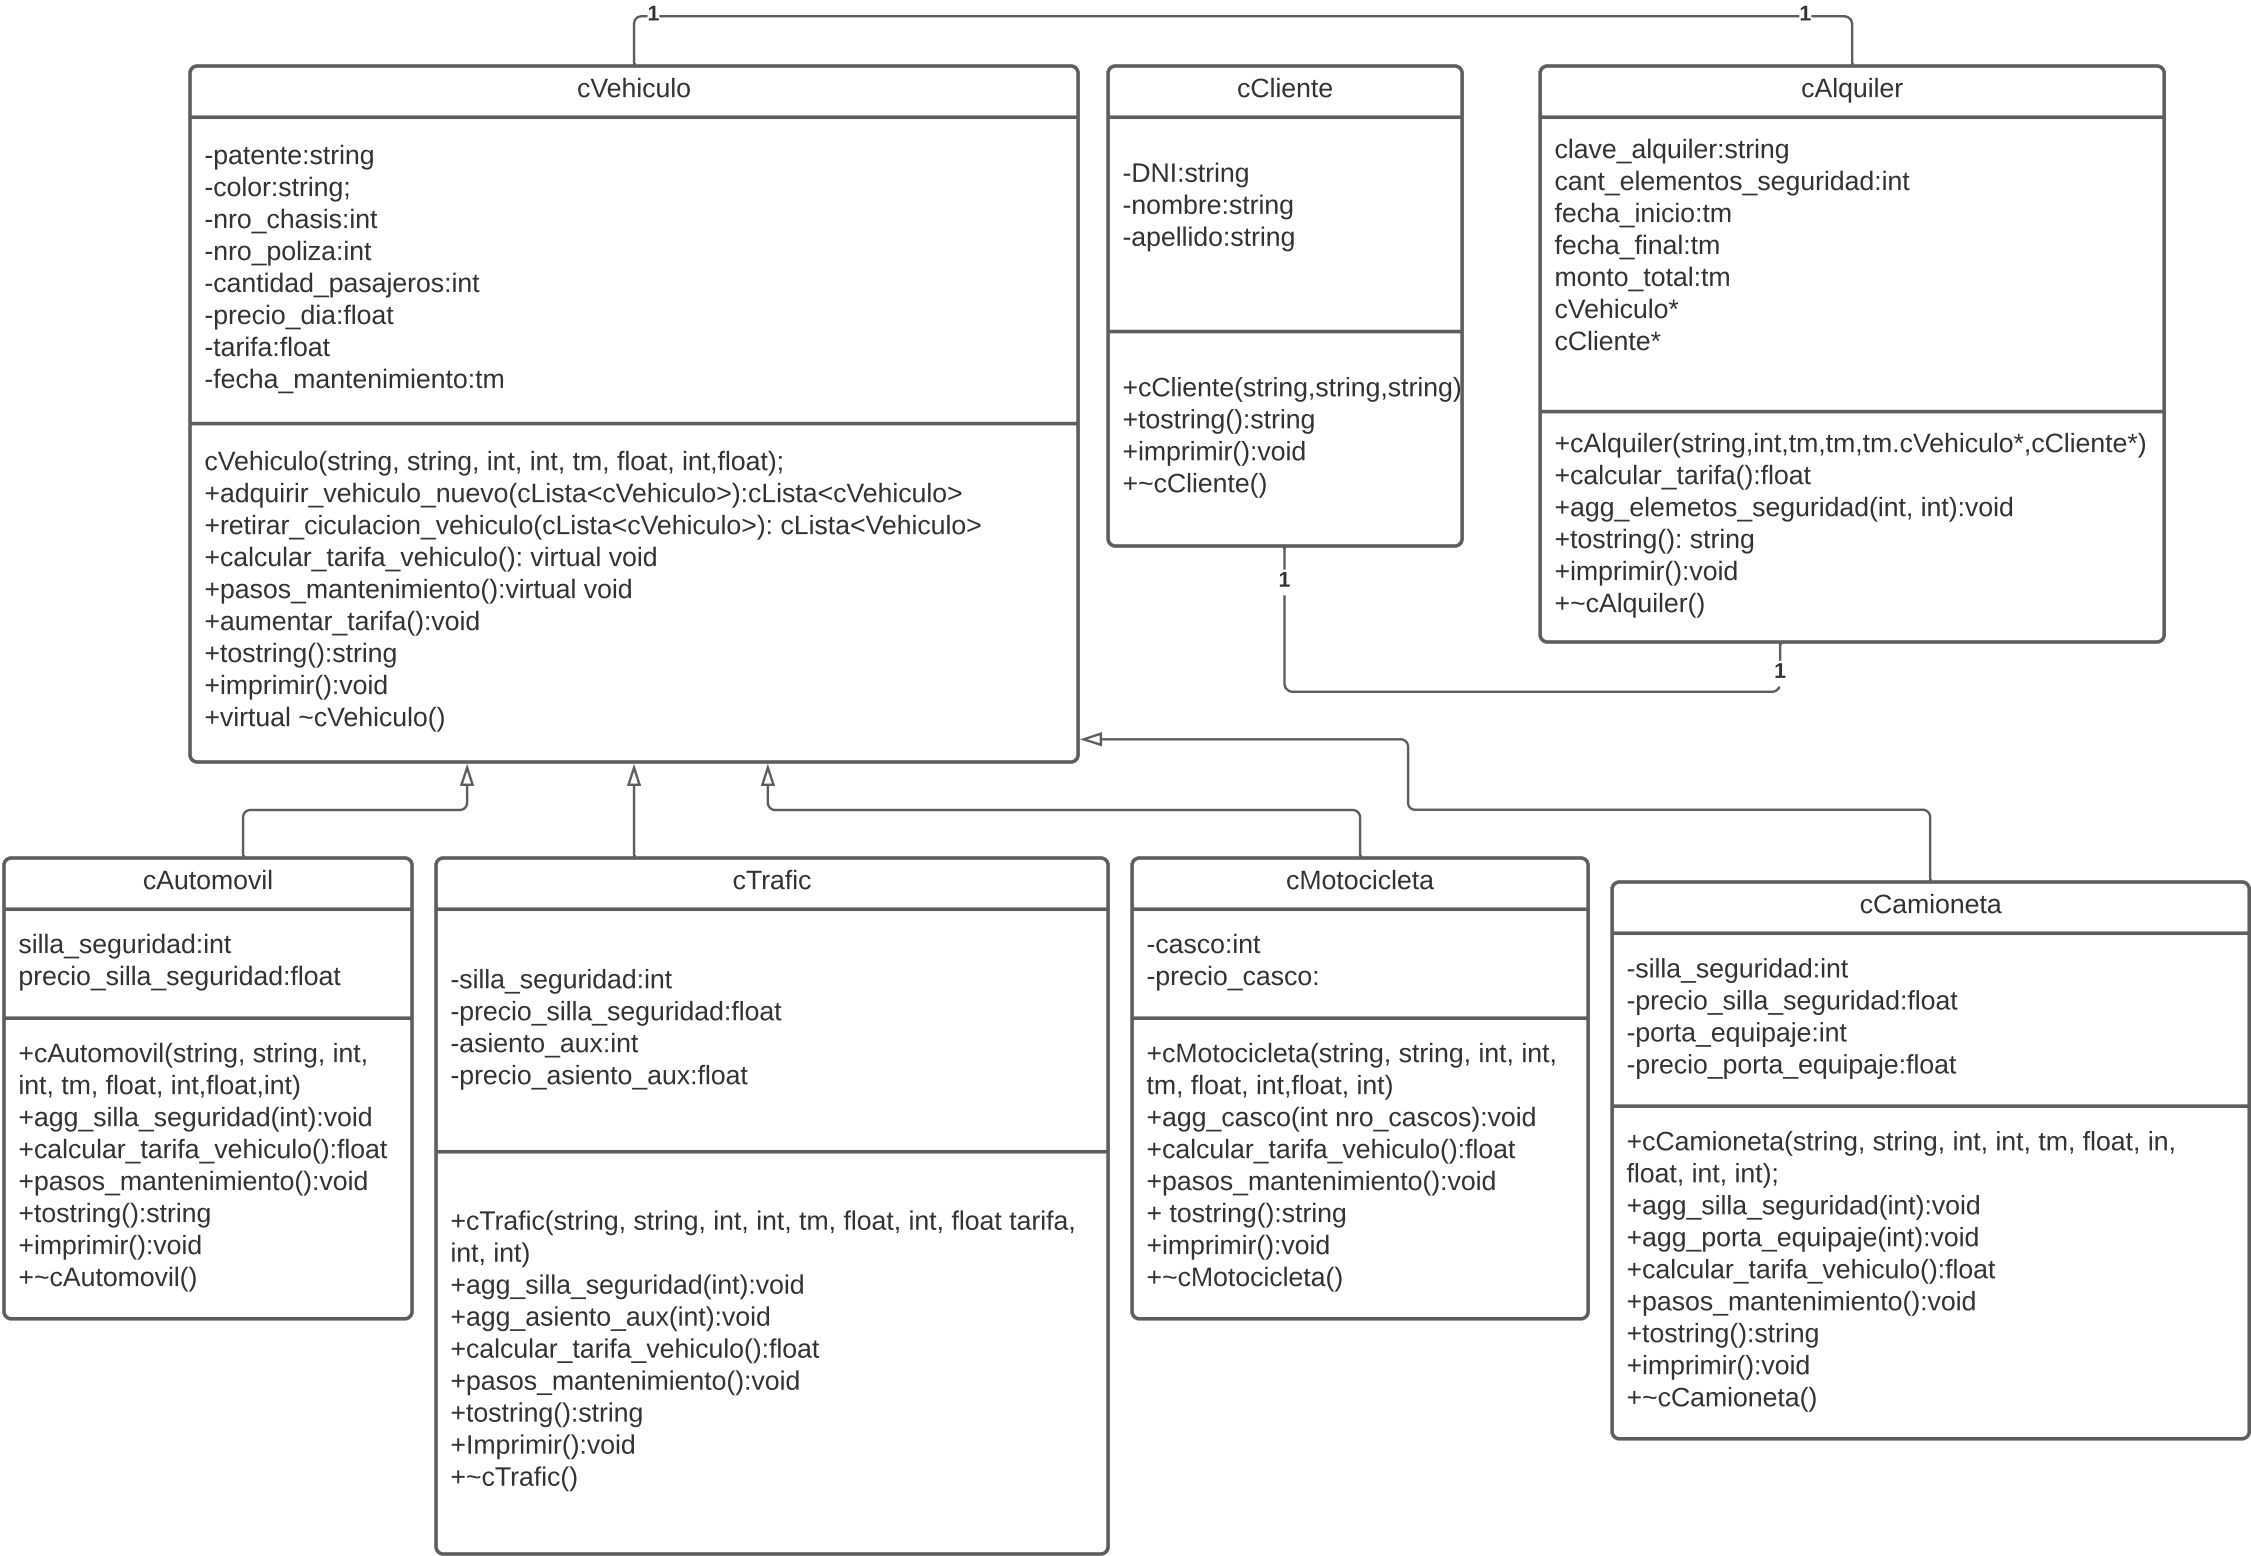 1
1
cVehiculo
-patente:string
-color:string;
-nro_chasis:int
-nro_poliza:int
-cantidad_pasajeros:int
-precio_dia:float
-tarifa:float
-fecha_mantenimiento:tm
cVehiculo(string, string, int, int, tm, float, int,float);
+adquirir_vehiculo_nuevo(cLista<cVehiculo>):cLista<cVehiculo>
+retirar_ciculacion_vehiculo(cLista<cVehiculo>): cLista<Vehiculo>
+calcular_tarifa_vehiculo(): virtual void
+pasos_mantenimiento():virtual void
+aumentar_tarifa():void
+tostring():string
+imprimir():void
+virtual ~cVehiculo()
cCliente
-DNI:string
-nombre:string
-apellido:string
+cCliente(string,string,string)
+tostring():string
+imprimir():void
+~cCliente()
1
cAlquiler
clave_alquiler:string
cant_elementos_seguridad:int
fecha_inicio:tm
fecha_final:tm
monto_total:tm
cVehiculo*
cCliente*
+cAlquiler(string,int,tm,tm,tm.cVehiculo*,cCliente*)
+calcular_tarifa():float
+agg_elemetos_seguridad(int, int):void
+tostring(): string
+imprimir():void
+~cAlquiler()
1
cAutomovil
silla_seguridad:int
precio_silla_seguridad:float
+cAutomovil(string, string, int,
int, tm, float, int,float,int)
+agg_silla_seguridad(int):void
+calcular_tarifa_vehiculo():float
+pasos_mantenimiento():void
+tostring():string
+imprimir():void
+~cAutomovil()
cTrafic
-silla_seguridad:int
-precio_silla_seguridad:float
-asiento_aux:int
-precio_asiento_aux:float
+cTrafic(string, string, int, int, tm, float, int, float tarifa,
int, int)
+agg_silla_seguridad(int):void
+agg_asiento_aux(int):void
+calcular_tarifa_vehiculo():float
+pasos_mantenimiento():void
+tostring():string
+Imprimir():void
+~cTrafic()
cMotocicleta
-casco:int
-precio_casco:
+cMotocicleta(string, string, int, int,
tm, float, int,float, int)
+agg_casco(int nro_cascos):void
+calcular_tarifa_vehiculo():float
+pasos_mantenimiento():void
+ tostring():string
+imprimir():void
+~cMotocicleta()
cCamioneta
-silla_seguridad:int
-precio_silla_seguridad:float
-porta_equipaje:int
-precio_porta_equipaje:float
+cCamioneta(string, string, int, int, tm, float, in,
float, int, int);
+agg_silla_seguridad(int):void
+agg_porta_equipaje(int):void
+calcular_tarifa_vehiculo():float
+pasos_mantenimiento():void
+tostring():string
+imprimir():void
+~cCamioneta()